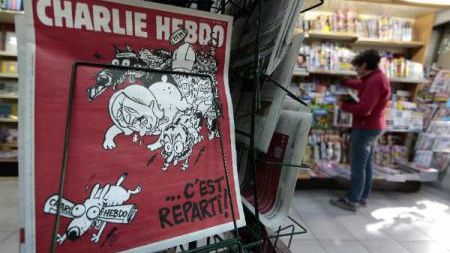 CHARLIE HEBDO
CHARLIE
HEBDO
...C'EST
REPARTI!